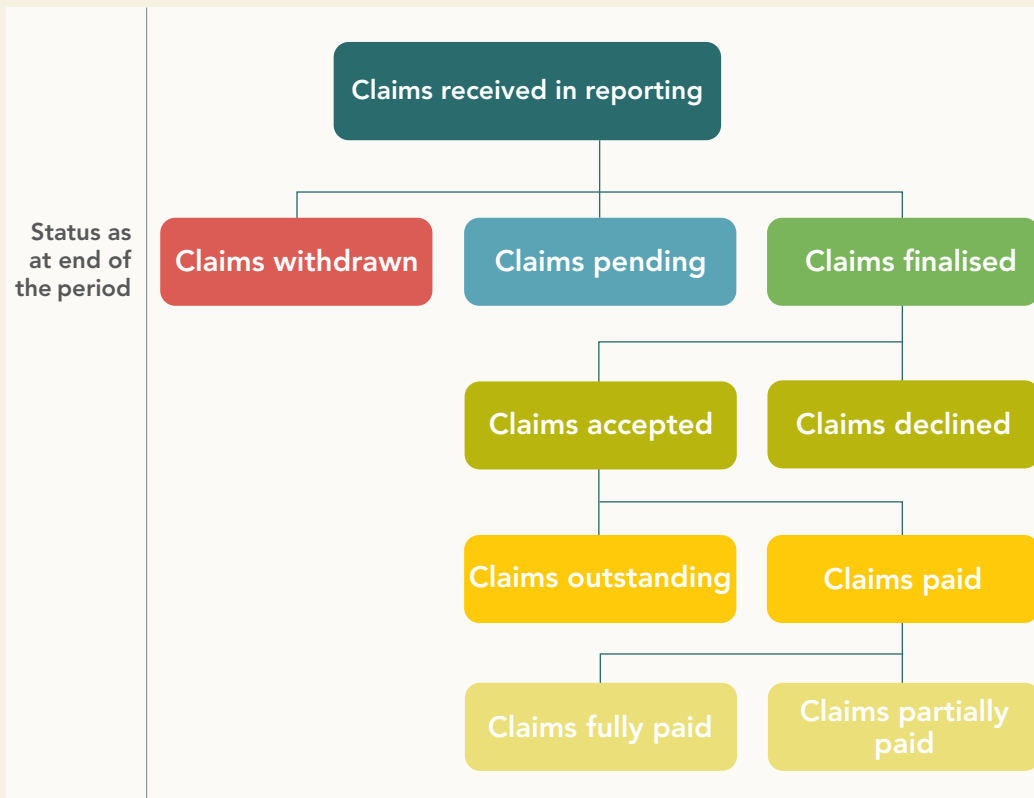 Claims received in reporting
Status as
at end of
the period
Claims withdrawn
Claims pending
Claims finalised
Claims accepted
Claims declined
Claims outstanding
Claims paid
Claims fully paid
Claims partially
paid